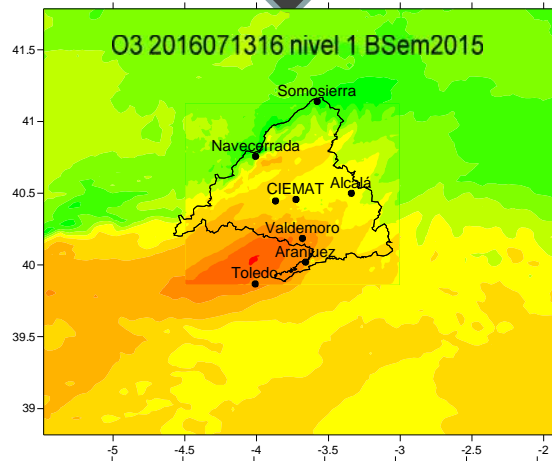 O3 2016071316 nivel 1 BSem2015
41.5
Somosierra
41
Navecerrada
Alcalá
40.5
CIEMAT
Valdemoro
40
Aranjuez
Toledo
39.5
39
-5
-4.5
-4
-3.5
-3
-2.5
-2